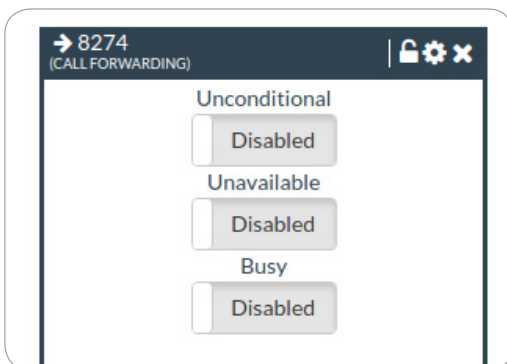 8274
(CALL FORWARDING)
Unconditional
Disabled
Unavailable
Disabled
Busy
Disabled